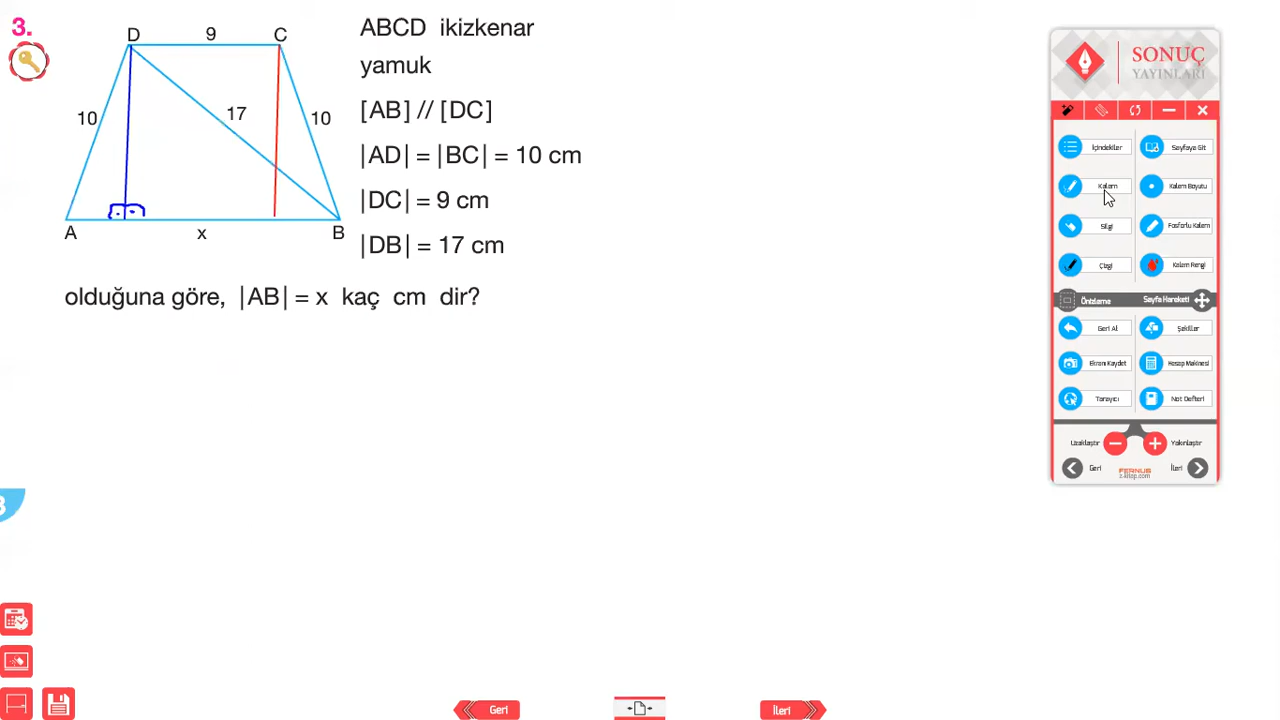 3.
D 9 C
10
17
10
A x B
ABCD ikizkenar
yamuk
[AB] // [DC]
|AD| = |BC| = 10 cm
|DC| = 9 cm
|DB| = 17 cm
olduğuna göre, |AB| = x kaç cm dir?
SONUÇ
YAYINLARI
İçindekiler
Sayfaya Git
Kalem
Kalem Boyutu
Silgi
Fosforlu Kalem
Çizgi
Kalem Rengi
Önizleme
Sayfa Hareketi
Geri Al
Şekiller
Ekranı Kaydet
Hesap Makinesi
Tarayıcı
Not Defteri
Uzaklaştır
Yakınlaştır
Geri
FERNUS
z-kitap.com
İleri
Geri
İleri